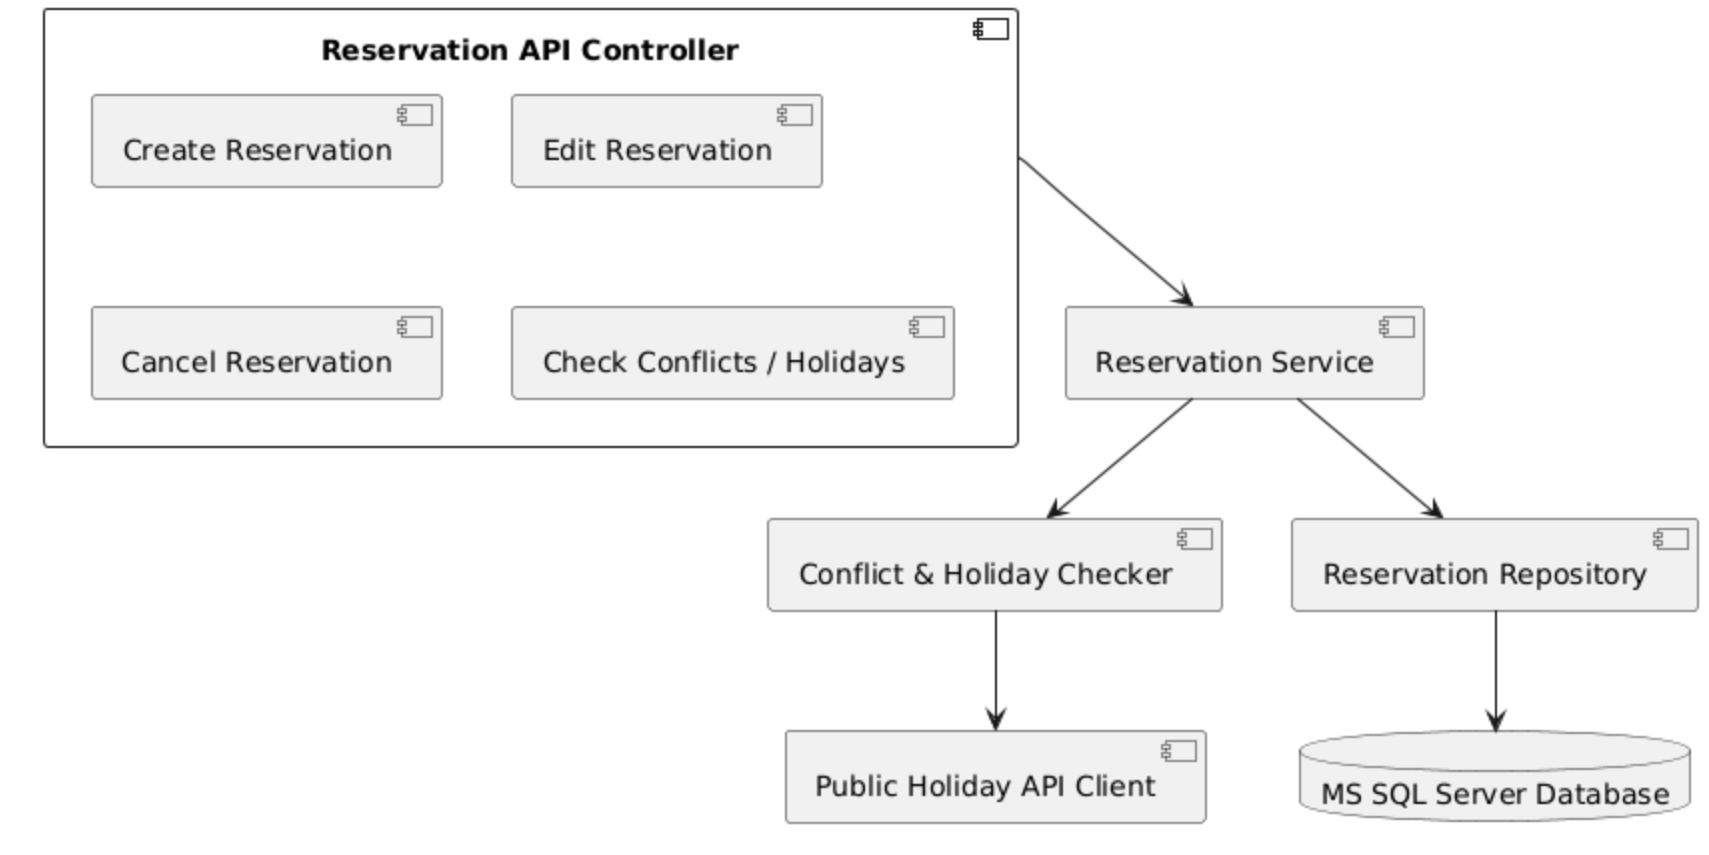 Reservation API Controller
Create Reservation
Edit Reservation
Cancel Reservation
Check Conflicts / Holidays
Reservation Service
Conflict & Holiday Checker
Reservation Repository
Public Holiday API Client
MS SQL Server Database